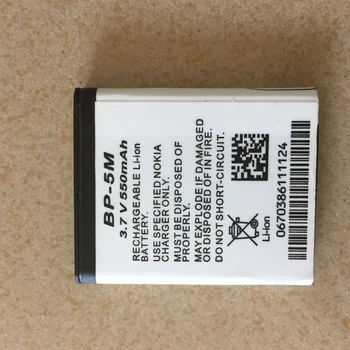 BP-5M
3.7 V 550mAh
RECHARGEABLE Li-ion
BATTERY
USE SPECIFIED NOKIA
CHARGER ONLY.
MUST BE DISPOSED OF
PROPERLY.
MAY EXPLODE IF DAMAGED
OR DISPOSED OF IN FIRE.
DO NOT SHORT-CIRCUIT.
Li-ion
0670386111124